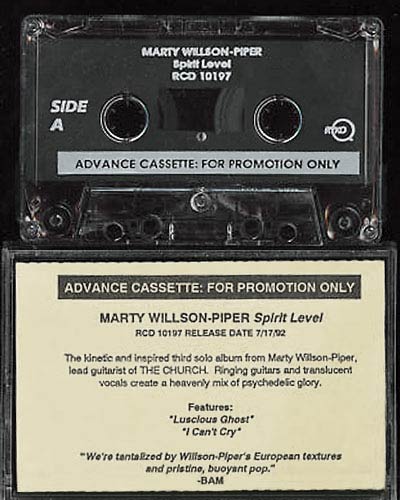 MARTY WILLSON-PIPER
Spirit Level
RCD 10197
SIDE
A
RYKO
ADVANCE CASSETTE: FOR PROMOTION ONLY
ADVANCE CASSETTE: FOR PROMOTION ONLY
MARTY WILLSON-PIPER Spirit Level
RCD 10197 RELEASE DATE 7/17/92
The kinetic and inspired third solo album from Marty Willson-Piper,
lead guitarist of THE CHURCH. Ringing guitars and translucent
vocals create a heavenly mix of psychedelic glory.
Features:
"Luscious Ghost"
"I Can't Cry"
"We're tantalized by Willson-Piper's European textures
and pristine, buoyant pop."
-BAM